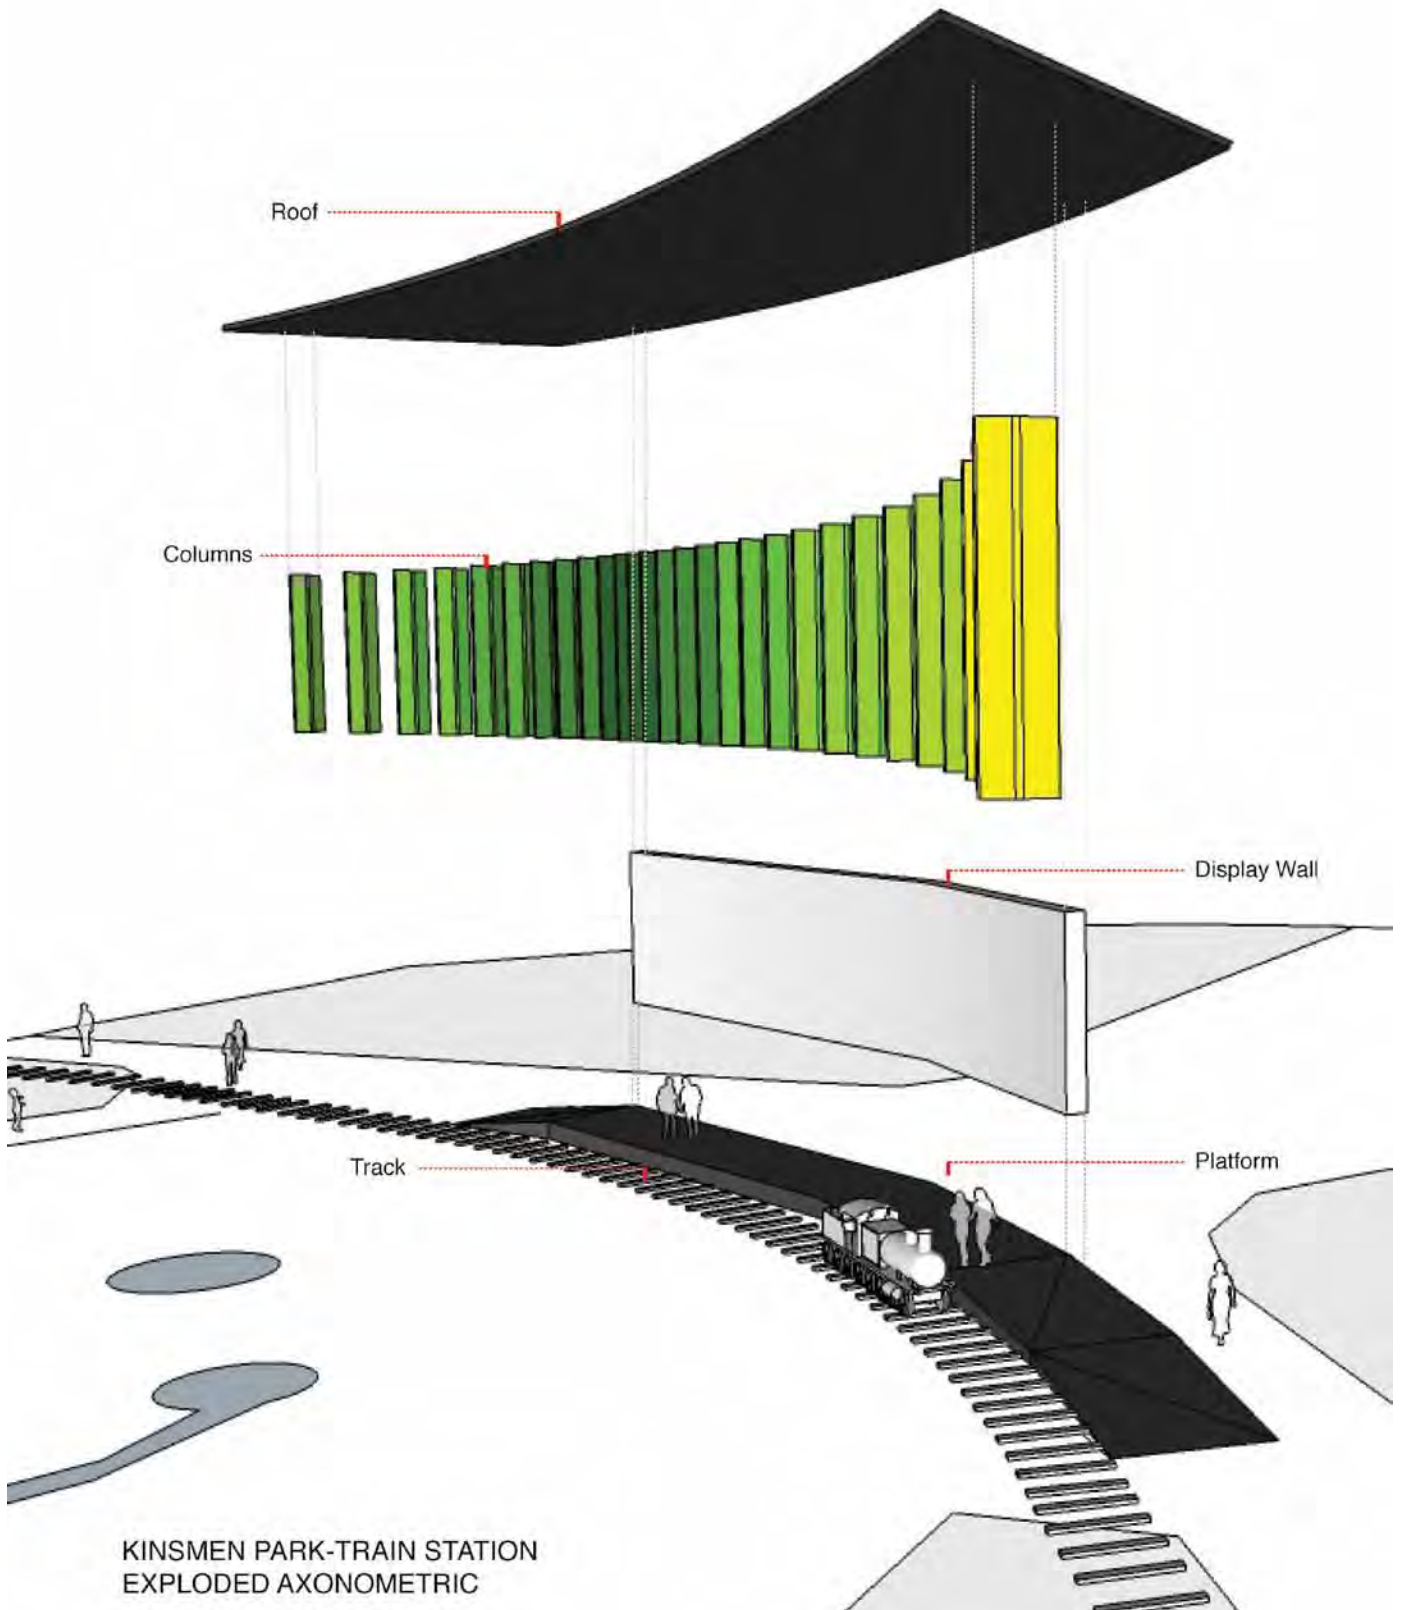 Roof
Columns
Display Wall
Track
Platform
KINSMEN PARK-TRAIN STATION
EXPLODED AXONOMETRIC